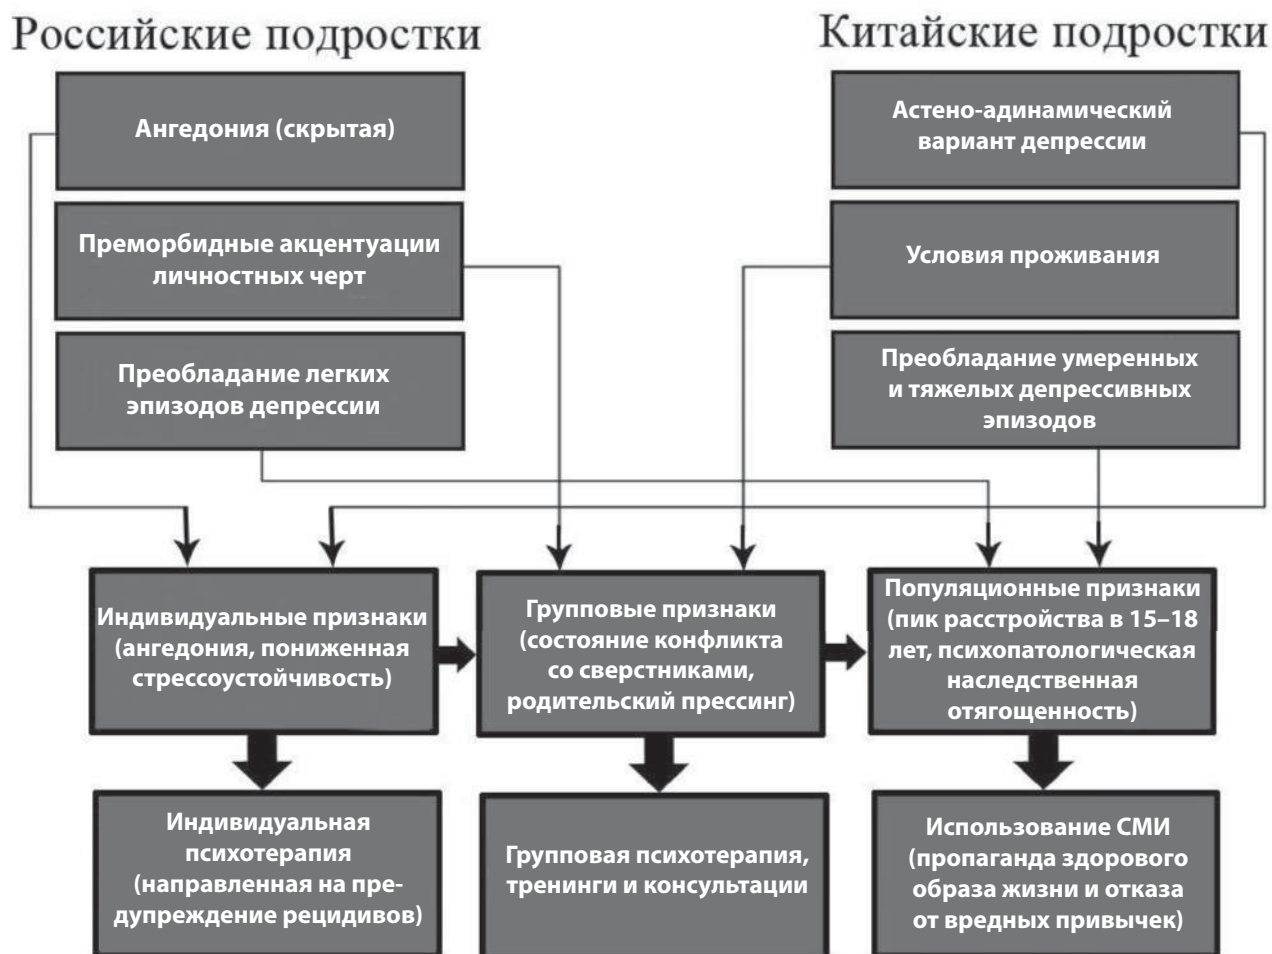 Российские подростки
Китайские подростки
Ангедония (скрытая)
Астено-адинамический
вариант депрессии
Преморбидные акцентуации
личностных черт
Условия проживания
Преобладание легких
эпизодов депрессии
Преобладание умеренных
и тяжелых депрессивных
эпизодов
Индивидуальные признаки
(ангедония, пониженная
стрессоустойчивость)
Групповые признаки
(состояние конфликта
со сверстниками,
родительский прессинг)
Популяционные признаки
(пик расстройства в 15–18
лет, психопатологическая
наследственная
отягощенность)
Индивидуальная
психотерапия
(направленная на пре-
дупреждение рецидивов)
Групповая психотерапия,
тренинги и консультации
Использование СМИ
(пропаганда здорового
образа жизни и отказа
от вредных привычек)